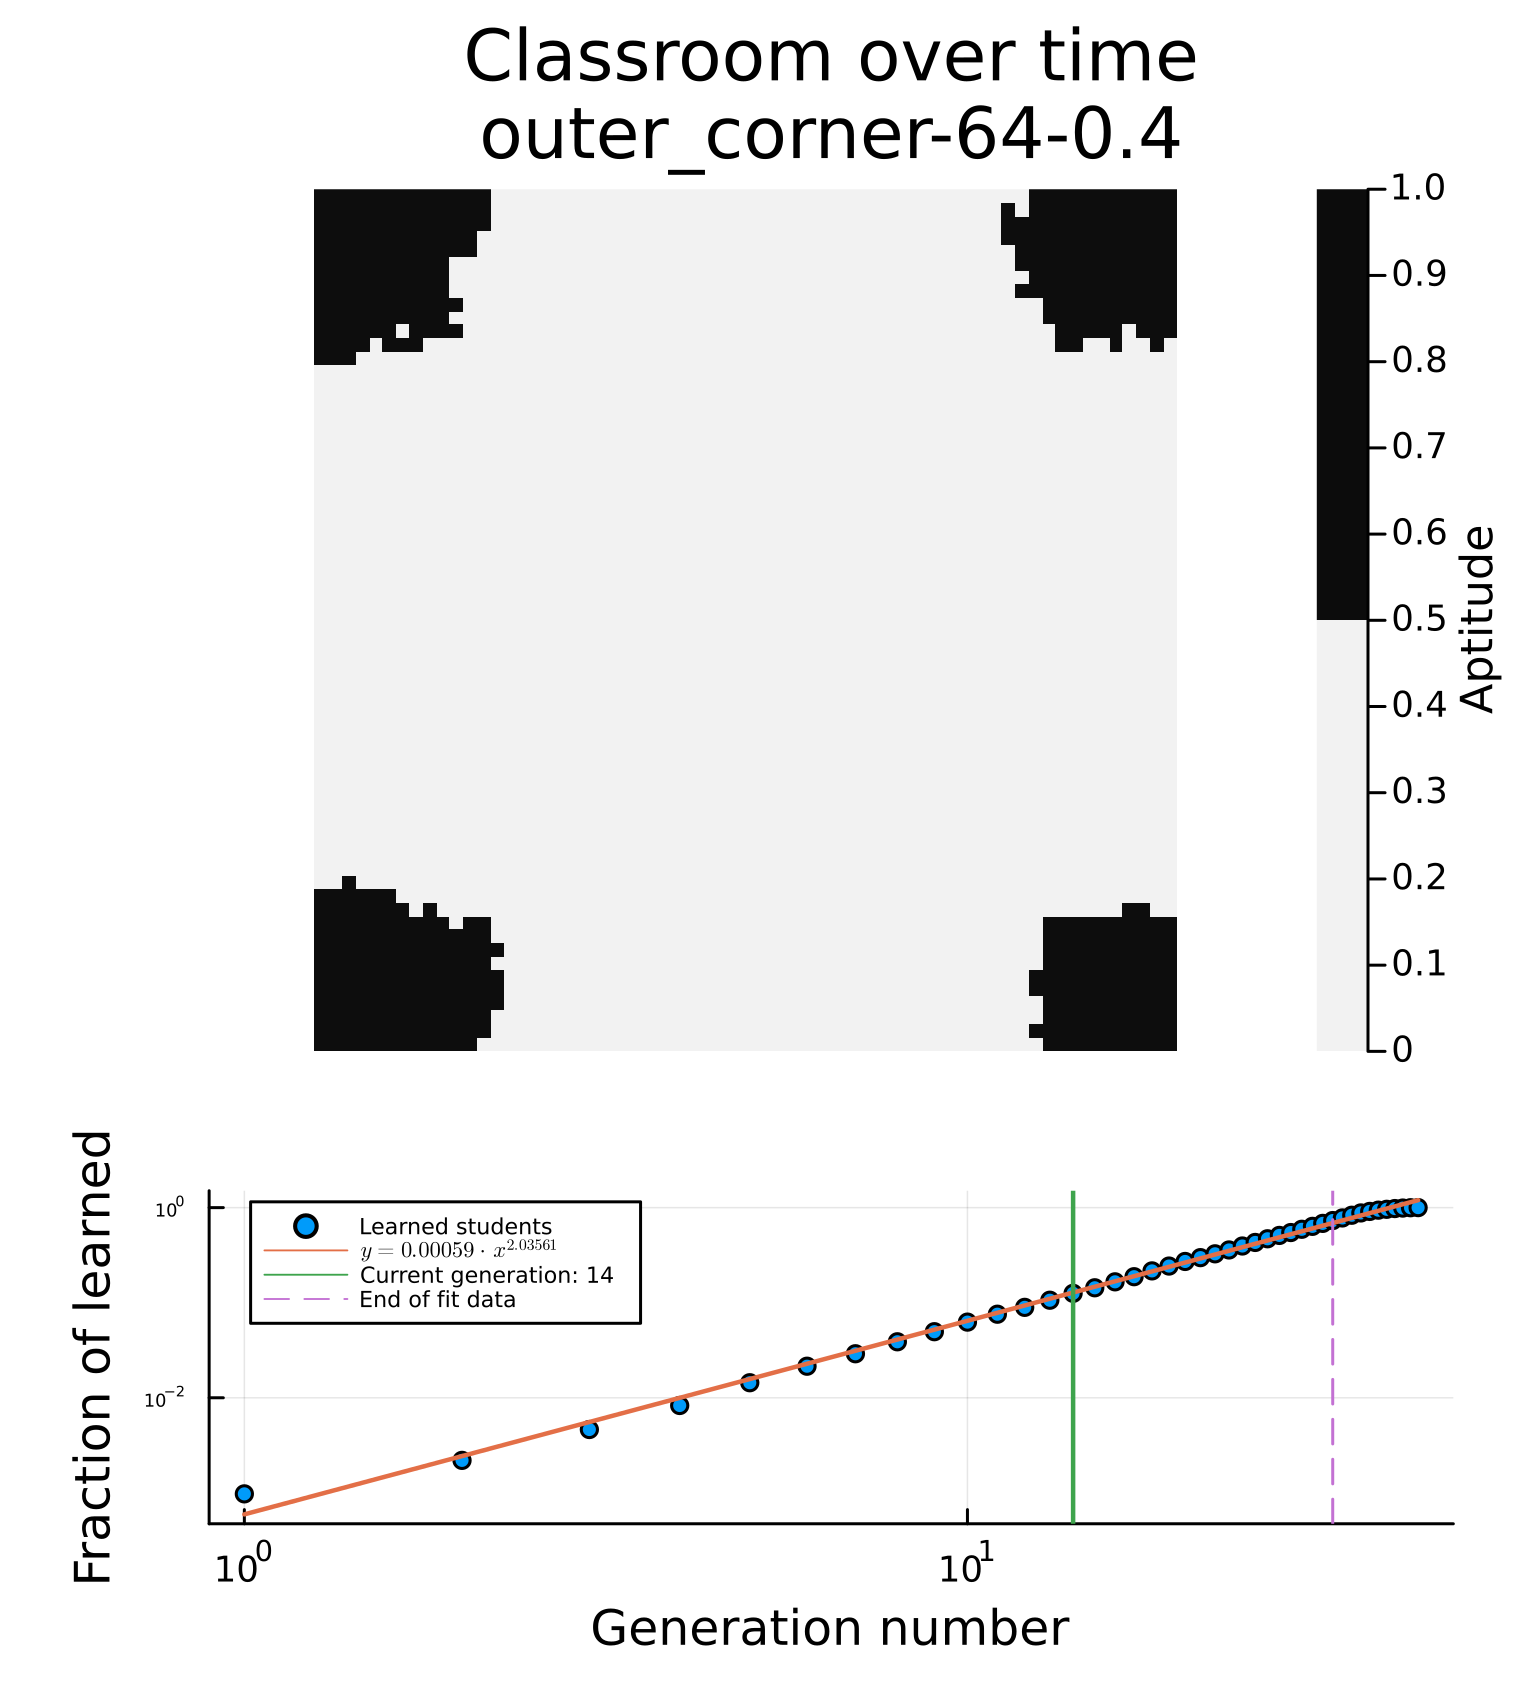 Classroom over time
outer_corner-64-0.4
1.0
0.9
0.8
0.7
0.6
0.5
0.4
0.3
0.2
0.1
0
Aptitude
Fraction of learned
10⁰
10⁻²
Learned students
y = 0.00059 · x^2.03561
Current generation: 14
End of fit data
10⁰
10¹
Generation number